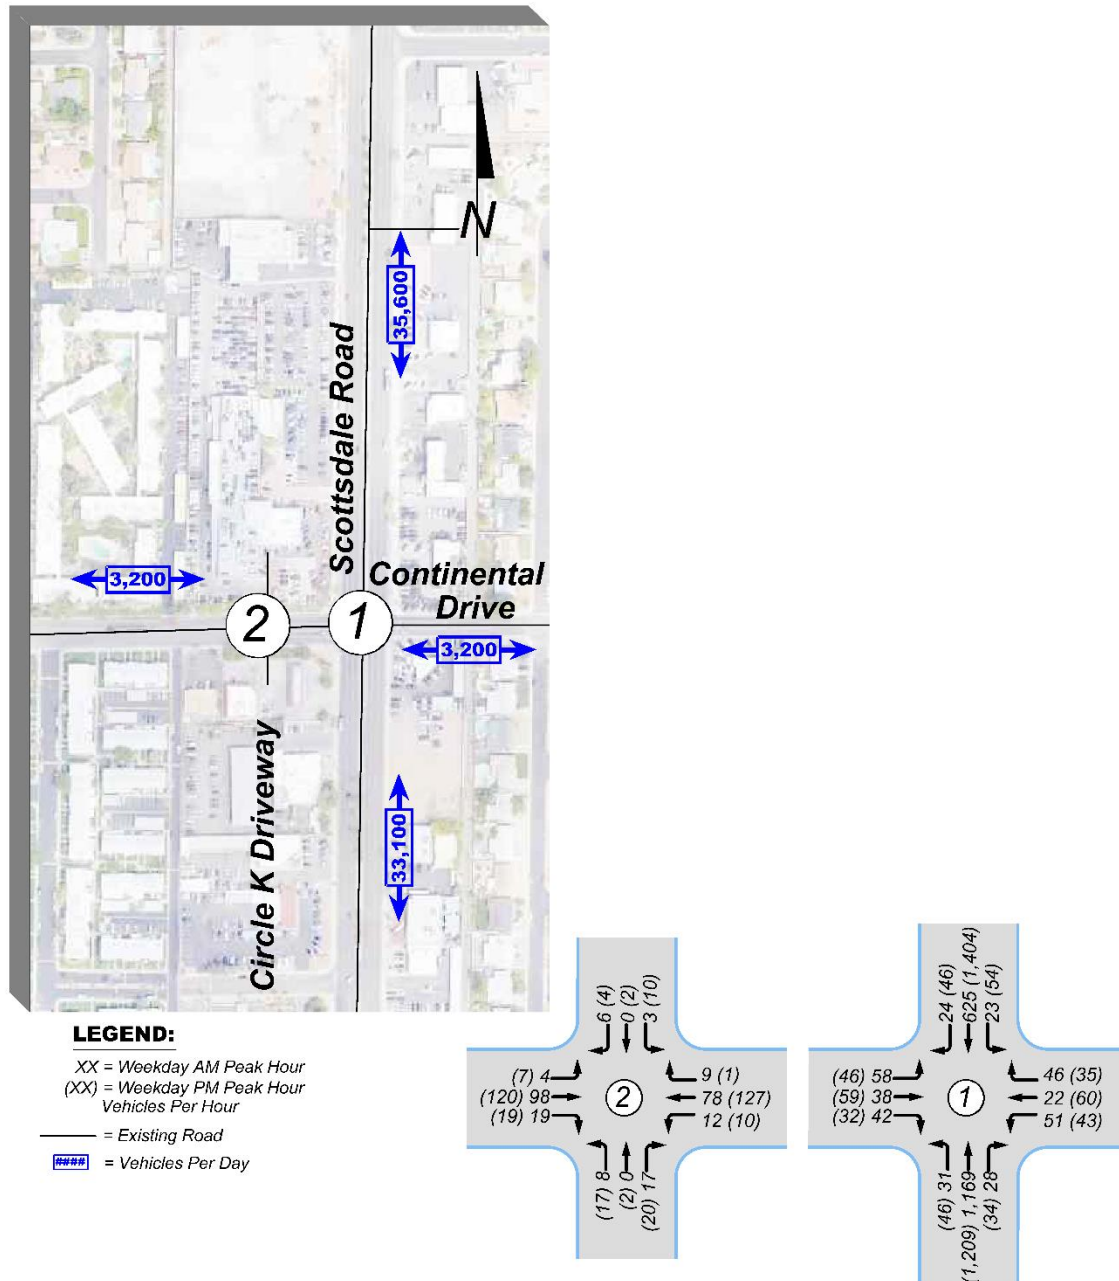 N
35,600
Scottsdale Road
Continental
Drive
3,200
2
1
3,200
Circle K Driveway
33,100
LEGEND:
XX = Weekday AM Peak Hour
(XX) = Weekday PM Peak Hour
Vehicles Per Hour
= Existing Road
#### = Vehicles Per Day
6 (4)
0 (2)
3 (10)
(7) 4
(120) 98
(19) 19
2
9 (1)
78 (127)
12 (10)
(17) 8
(2) 0
(20) 17
24 (46)
625 (1,404)
23 (54)
(46) 58
(59) 38
(32) 42
1
46 (35)
22 (60)
51 (43)
(46) 31
(1,209) 1,169
(34) 28